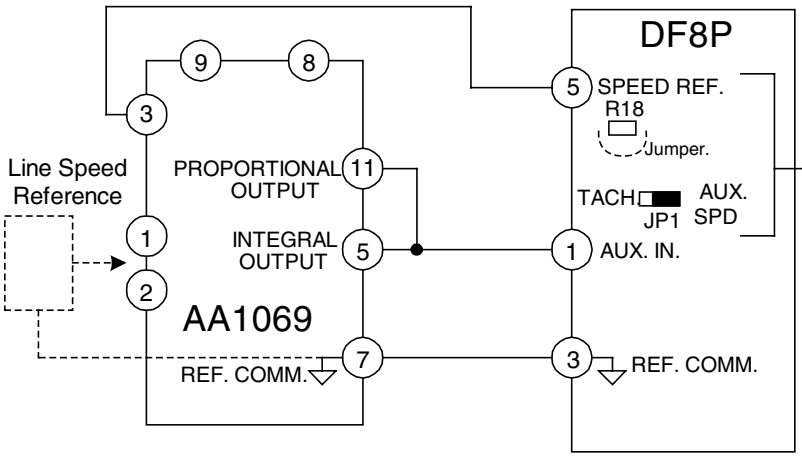 DF8P
9
8
5
SPEED REF.
R18
3
Jumper.
Line Speed
Reference
PROPORTIONAL
OUTPUT
11
TACH.
AUX.
SPD
JP1
1
INTEGRAL
OUTPUT
5
1
AUX. IN.
2
AA1069
REF. COMM.
7
3
REF. COMM.